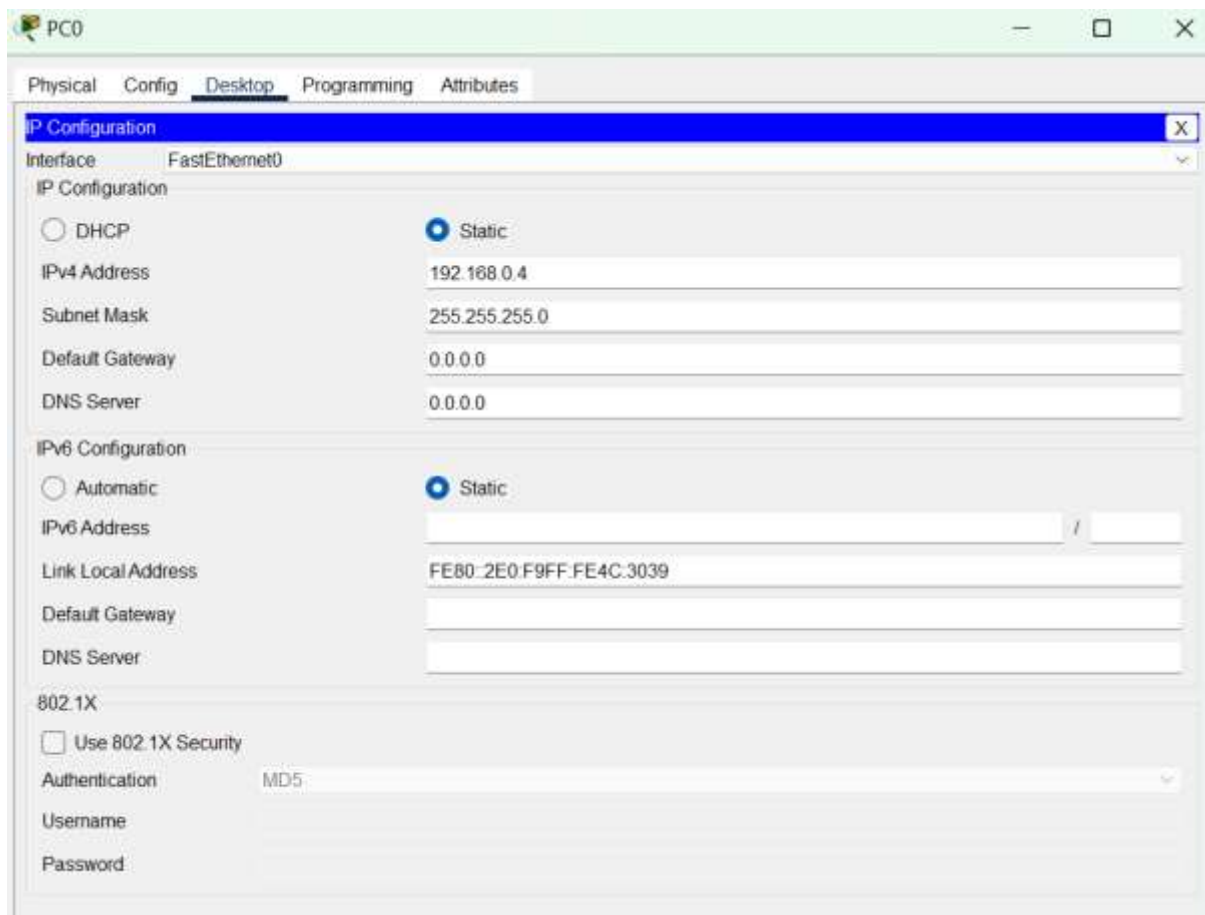 PC0
Physical Config Desktop Programming Attributes
IP Configuration X
Interface FastEthernet0
IP Configuration
DHCP Static
IPv4 Address 192.168.0.4
Subnet Mask 255.255.255.0
Default Gateway 0.0.0.0
DNS Server 0.0.0.0
IPv6 Configuration
Automatic Static
IPv6 Address /
Link Local Address FE80::2E0:F9FF:FE4C:3039
Default Gateway
DNS Server
802.1X
Use 802.1X Security
Authentication MD5
Username
Password